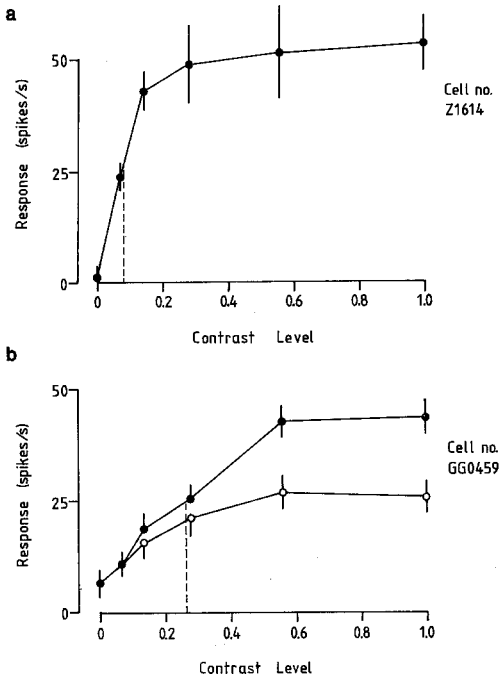 a
50
25
0
Response (spikes/s)
Cell no.
Z1614
0 0.2 0.4 0.6 0.8 1.0
Contrast Level
b
50
25
0
Response (spikes/s)
Cell no.
GG0459
0 0.2 0.4 0.6 0.8 1.0
Contrast Level